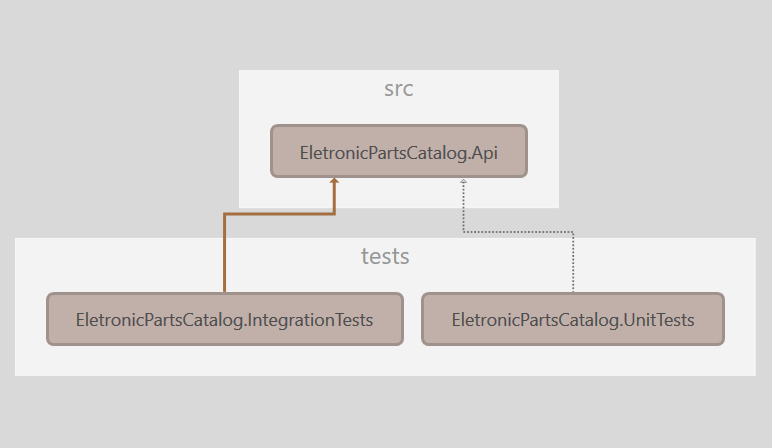 src
EletronicPartsCatalog.Api
tests
EletronicPartsCatalog.IntegrationTests
EletronicPartsCatalog.UnitTests